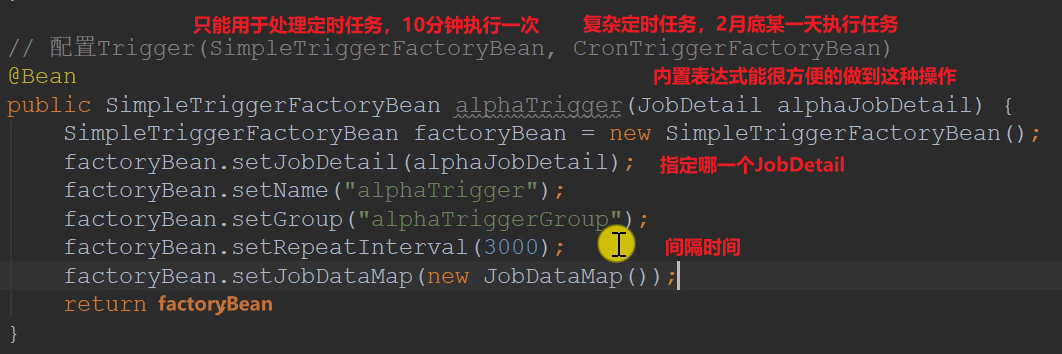 只能用于处理定时任务，10分钟执行一次 复杂定时任务，2月底某一天执行任务
// 配置Trigger(SimpleTriggerFactoryBean, CronTriggerFactoryBean)
@Bean 内置表达式能很方便的做到这种操作
public SimpleTriggerFactoryBean alphaTrigger(JobDetail alphaJobDetail) {
SimpleTriggerFactoryBean factoryBean = new SimpleTriggerFactoryBean();
factoryBean.setJobDetail(alphaJobDetail); 指定哪一个JobDetail
factoryBean.setName("alphaTrigger");
factoryBean.setGroup("alphaTriggerGroup");
factoryBean.setRepeatInterval(3000); 间隔时间
factoryBean.setJobDataMap(new JobDataMap());
return factoryBean
}